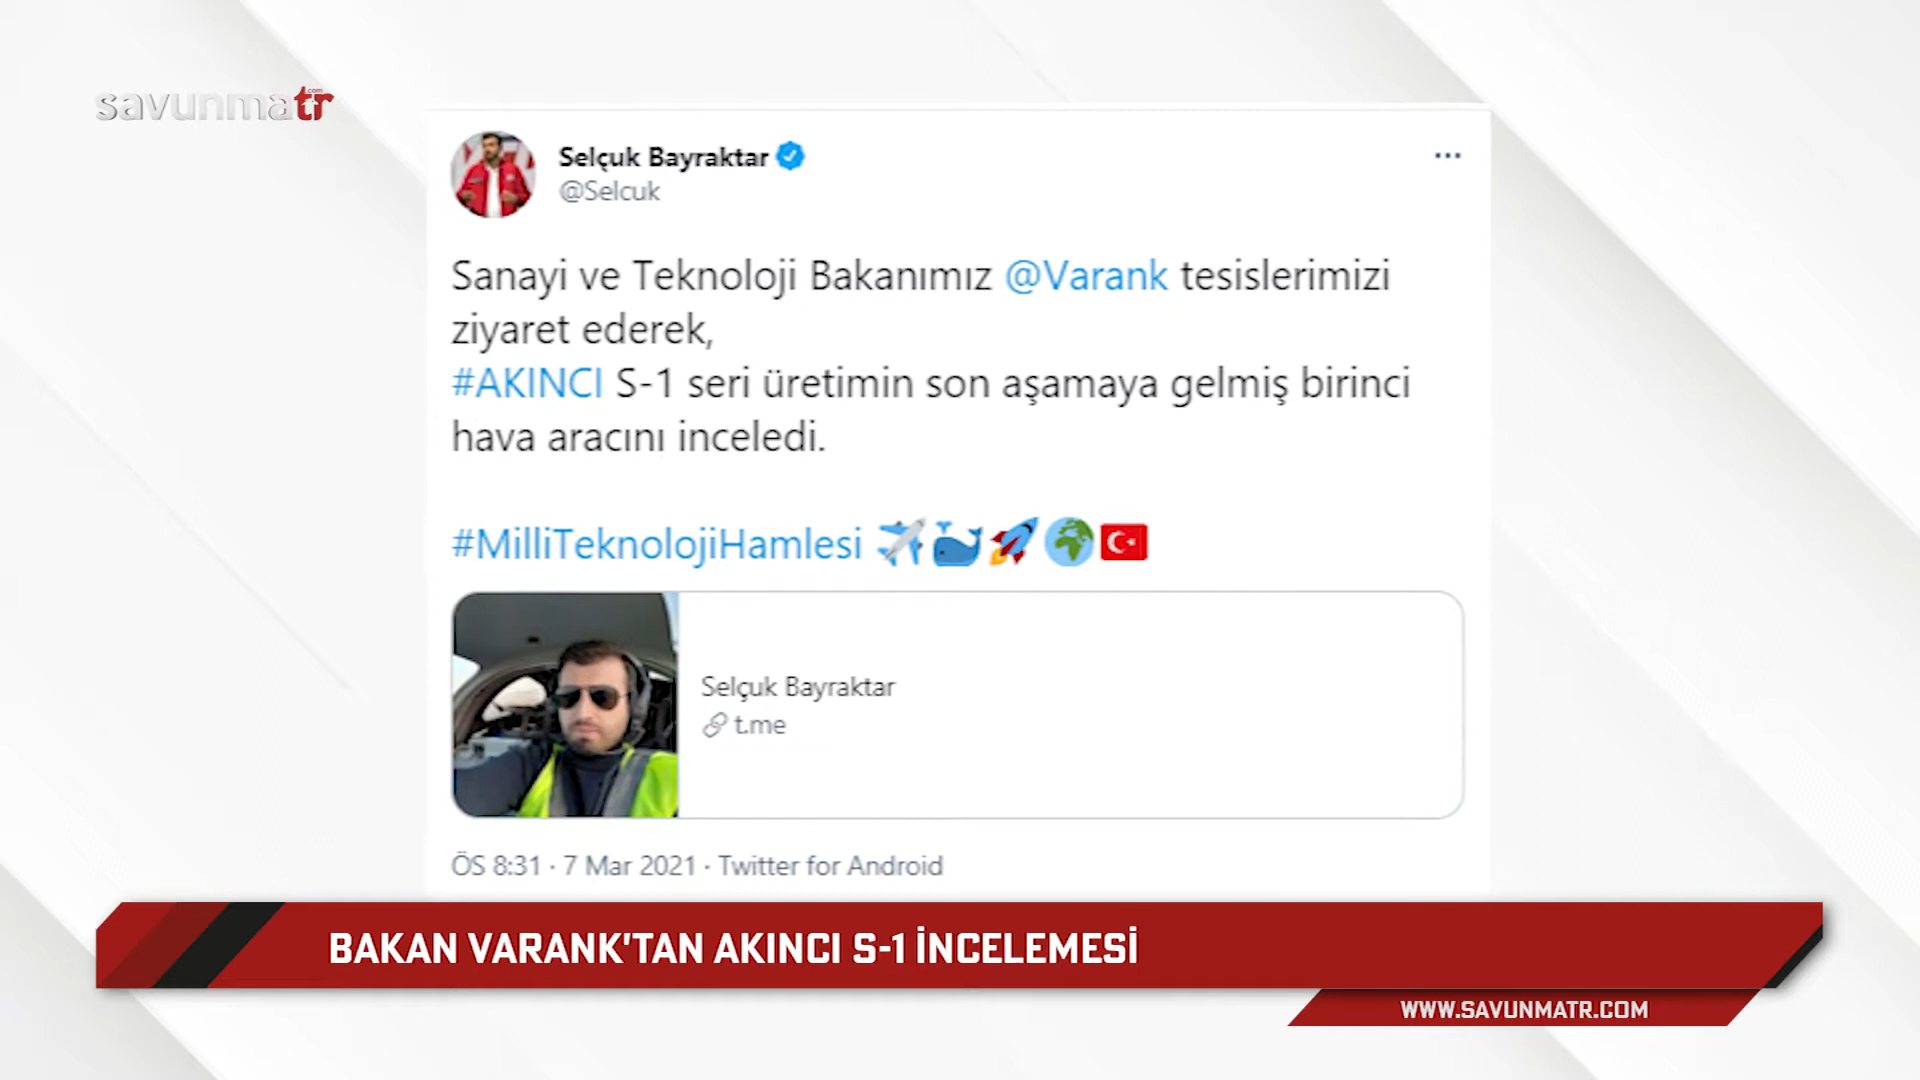 savunmatr.com
Selçuk Bayraktar
@Selcuk
Sanayi ve Teknoloji Bakanımız @Varank tesislerimizi
ziyaret ederek,
#AKINCI S-1 seri üretimin son aşamaya gelmiş birinci
hava aracını inceledi.
#MilliTeknolojiHamlesi ✈️🐳🚀🌍🇹🇷
Selçuk Bayraktar
t.me
ÖS 8:31 · 7 Mar 2021 · Twitter for Android
BAKAN VARANK'TAN AKINCI S-1 İNCELEMESİ
WWW.SAVUNMATR.COM